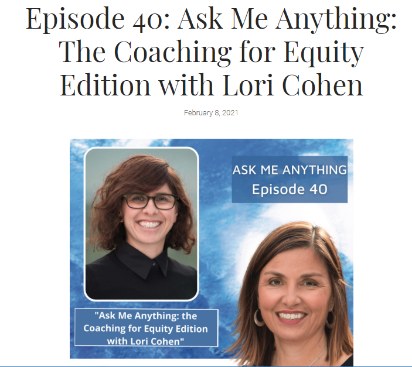 Episode 40: Ask Me Anything:
The Coaching for Equity
Edition with Lori Cohen
February 8, 2021
ASK ME ANYTHING
Episode 40
"Ask Me Anything: the
Coaching for Equity Edition
with Lori Cohen"